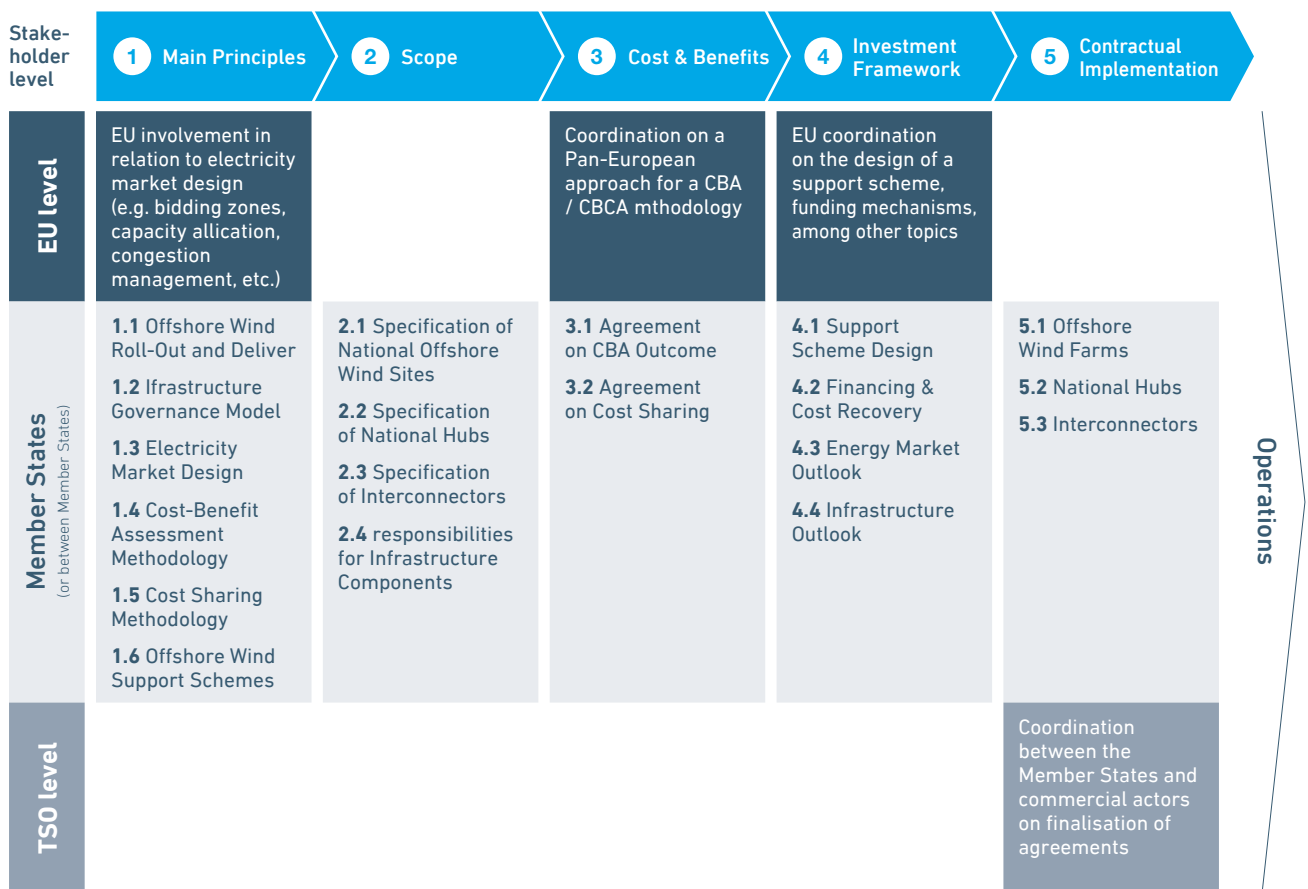 Stake-
holder
level
1 Main Principles
2 Scope
3 Cost & Benefits
4 Investment
Framework
5 Contractual
Implementation
EU level
EU involvement in
relation to electricity
market design
(e.g. bidding zones,
capacity allication,
congestion
management, etc.)
Coordination on a
Pan-European
approach for a CBA
/ CBCA mthodology
EU coordination
on the design of a
support scheme,
funding mechanisms,
among other topics
Member States
(or between Member States)
1.1 Offshore Wind
Roll-Out and Deliver
1.2 Ifrastructure
Governance Model
1.3 Electricity
Market Design
1.4 Cost-Benefit
Assessment
Methodology
1.5 Cost Sharing
Methodology
1.6 Offshore Wind
Support Schemes
2.1 Specification of
National Offshore
Wind Sites
2.2 Specification
of National Hubs
2.3 Specification
of Interconnectors
2.4 responsibilities
for Infrastructure
Components
3.1 Agreement
on CBA Outcome
3.2 Agreement
on Cost Sharing
4.1 Support
Scheme Design
4.2 Financing &
Cost Recovery
4.3 Energy Market
Outlook
4.4 Infrastructure
Outlook
5.1 Offshore
Wind Farms
5.2 National Hubs
5.3 Interconnectors
TSO level
Coordination
between the
Member States and
commercial actors
on finalisation of
agreements
Operations